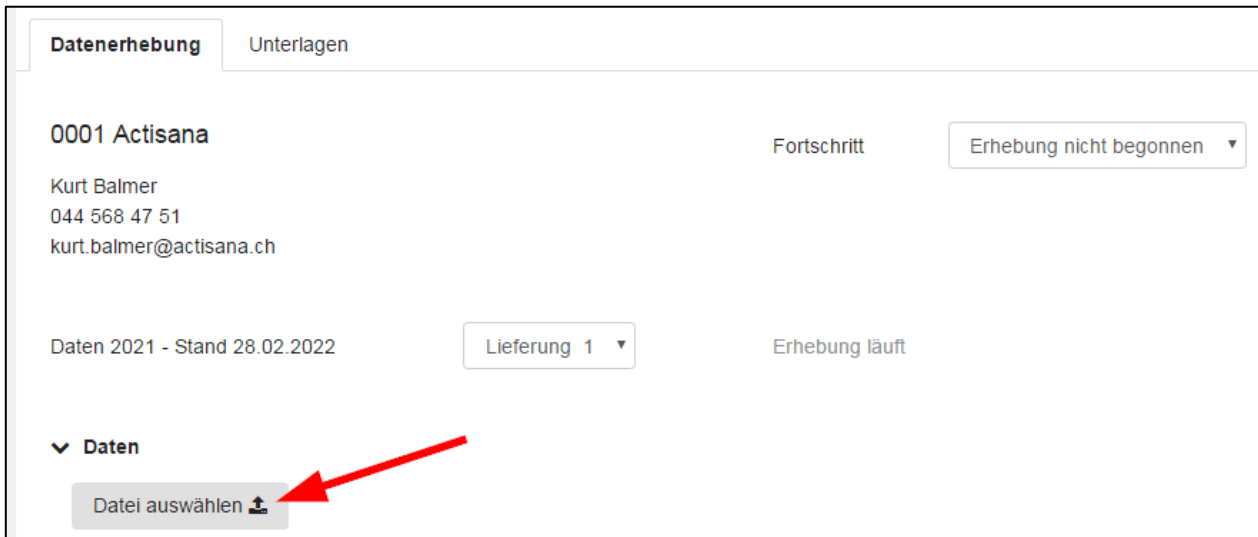 Datenerhebung Unterlagen
0001 Actisana
Fortschritt Erhebung nicht begonnen
Kurt Balmer
044 568 47 51
kurt.balmer@actisana.ch
Daten 2021 - Stand 28.02.2022 Lieferung 1 Erhebung läuft
Daten
Datei auswählen